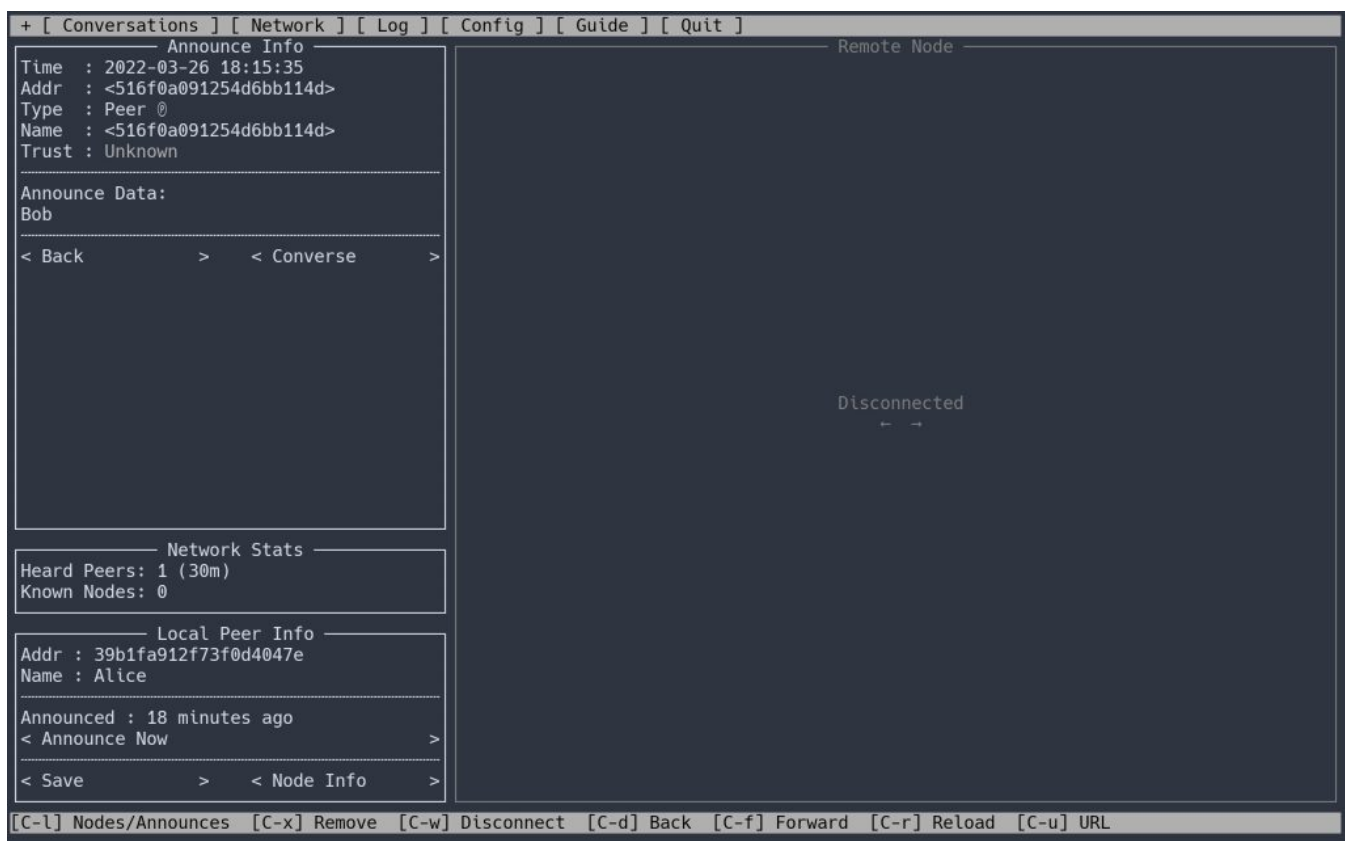 + [ Conversations ] [ Network ] [ Log ] [ Config ] [ Guide ] [ Quit ]
Announce Info
Time : 2022-03-26 18:15:35
Addr : <516f0a091254d6bb114d>
Type : Peer ℗
Name : <516f0a091254d6bb114d>
Trust : Unknown
Announce Data:
Bob
< Back > < Converse >
Network Stats
Heard Peers: 1 (30m)
Known Nodes: 0
Local Peer Info
Addr : 39b1fa912f73f0d4047e
Name : Alice
Announced : 18 minutes ago
< Announce Now >
< Save > < Node Info >
Remote Node
Disconnected
← →
[C-l] Nodes/Announces [C-x] Remove [C-w] Disconnect [C-d] Back [C-f] Forward [C-r] Reload [C-u] URL